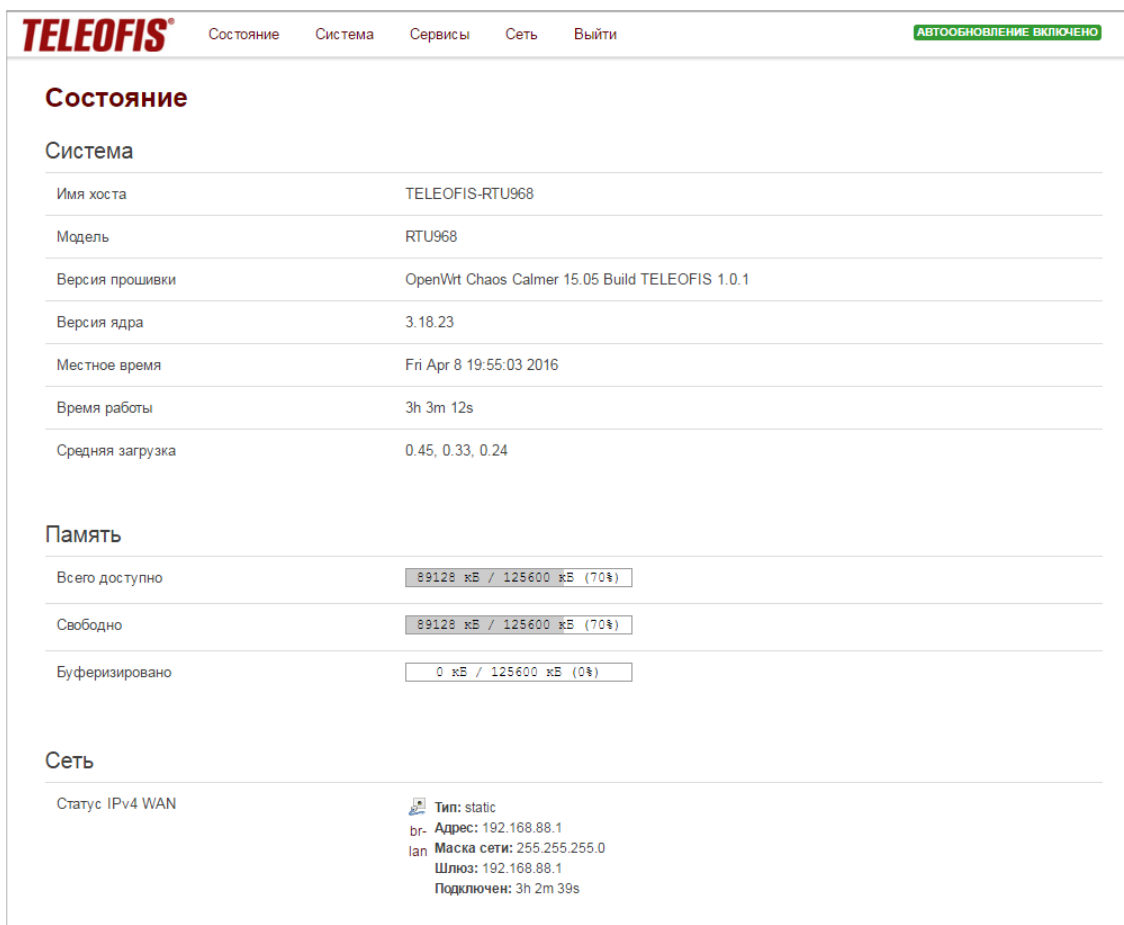 TELEOFIS® Состояние Система Сервисы Сеть Выйти АВТООБНОВЛЕНИЕ ВКЛЮЧЕНО
Состояние
Система
Имя хоста TELEOFIS-RTU968
Модель RTU968
Версия прошивки OpenWrt Chaos Calmer 15.05 Build TELEOFIS 1.0.1
Версия ядра 3.18.23
Местное время Fri Apr 8 19:55:03 2016
Время работы 3h 3m 12s
Средняя загрузка 0.45, 0.33, 0.24
Память
Всего доступно 89128 кБ / 125600 кБ (70%)
Свободно 89128 кБ / 125600 кБ (70%)
Буферизировано 0 кБ / 125600 кБ (0%)
Сеть
Статус IPv4 WAN Тип: static
br- Адрес: 192.168.88.1
lan Маска сети: 255.255.255.0
Шлюз: 192.168.88.1
Подключен: 3h 2m 39s